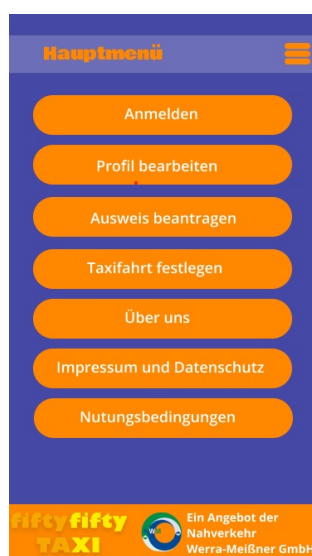 Hauptmenü
Anmelden
Profil bearbeiten
Ausweis beantragen
Taxifahrt festlegen
Über uns
Impressum und Datenschutz
Nutungsbedingungen
fifty fifty
TAXI
WM
Ein Angebot der
Nahverkehr
Werra-Meißner GmbH